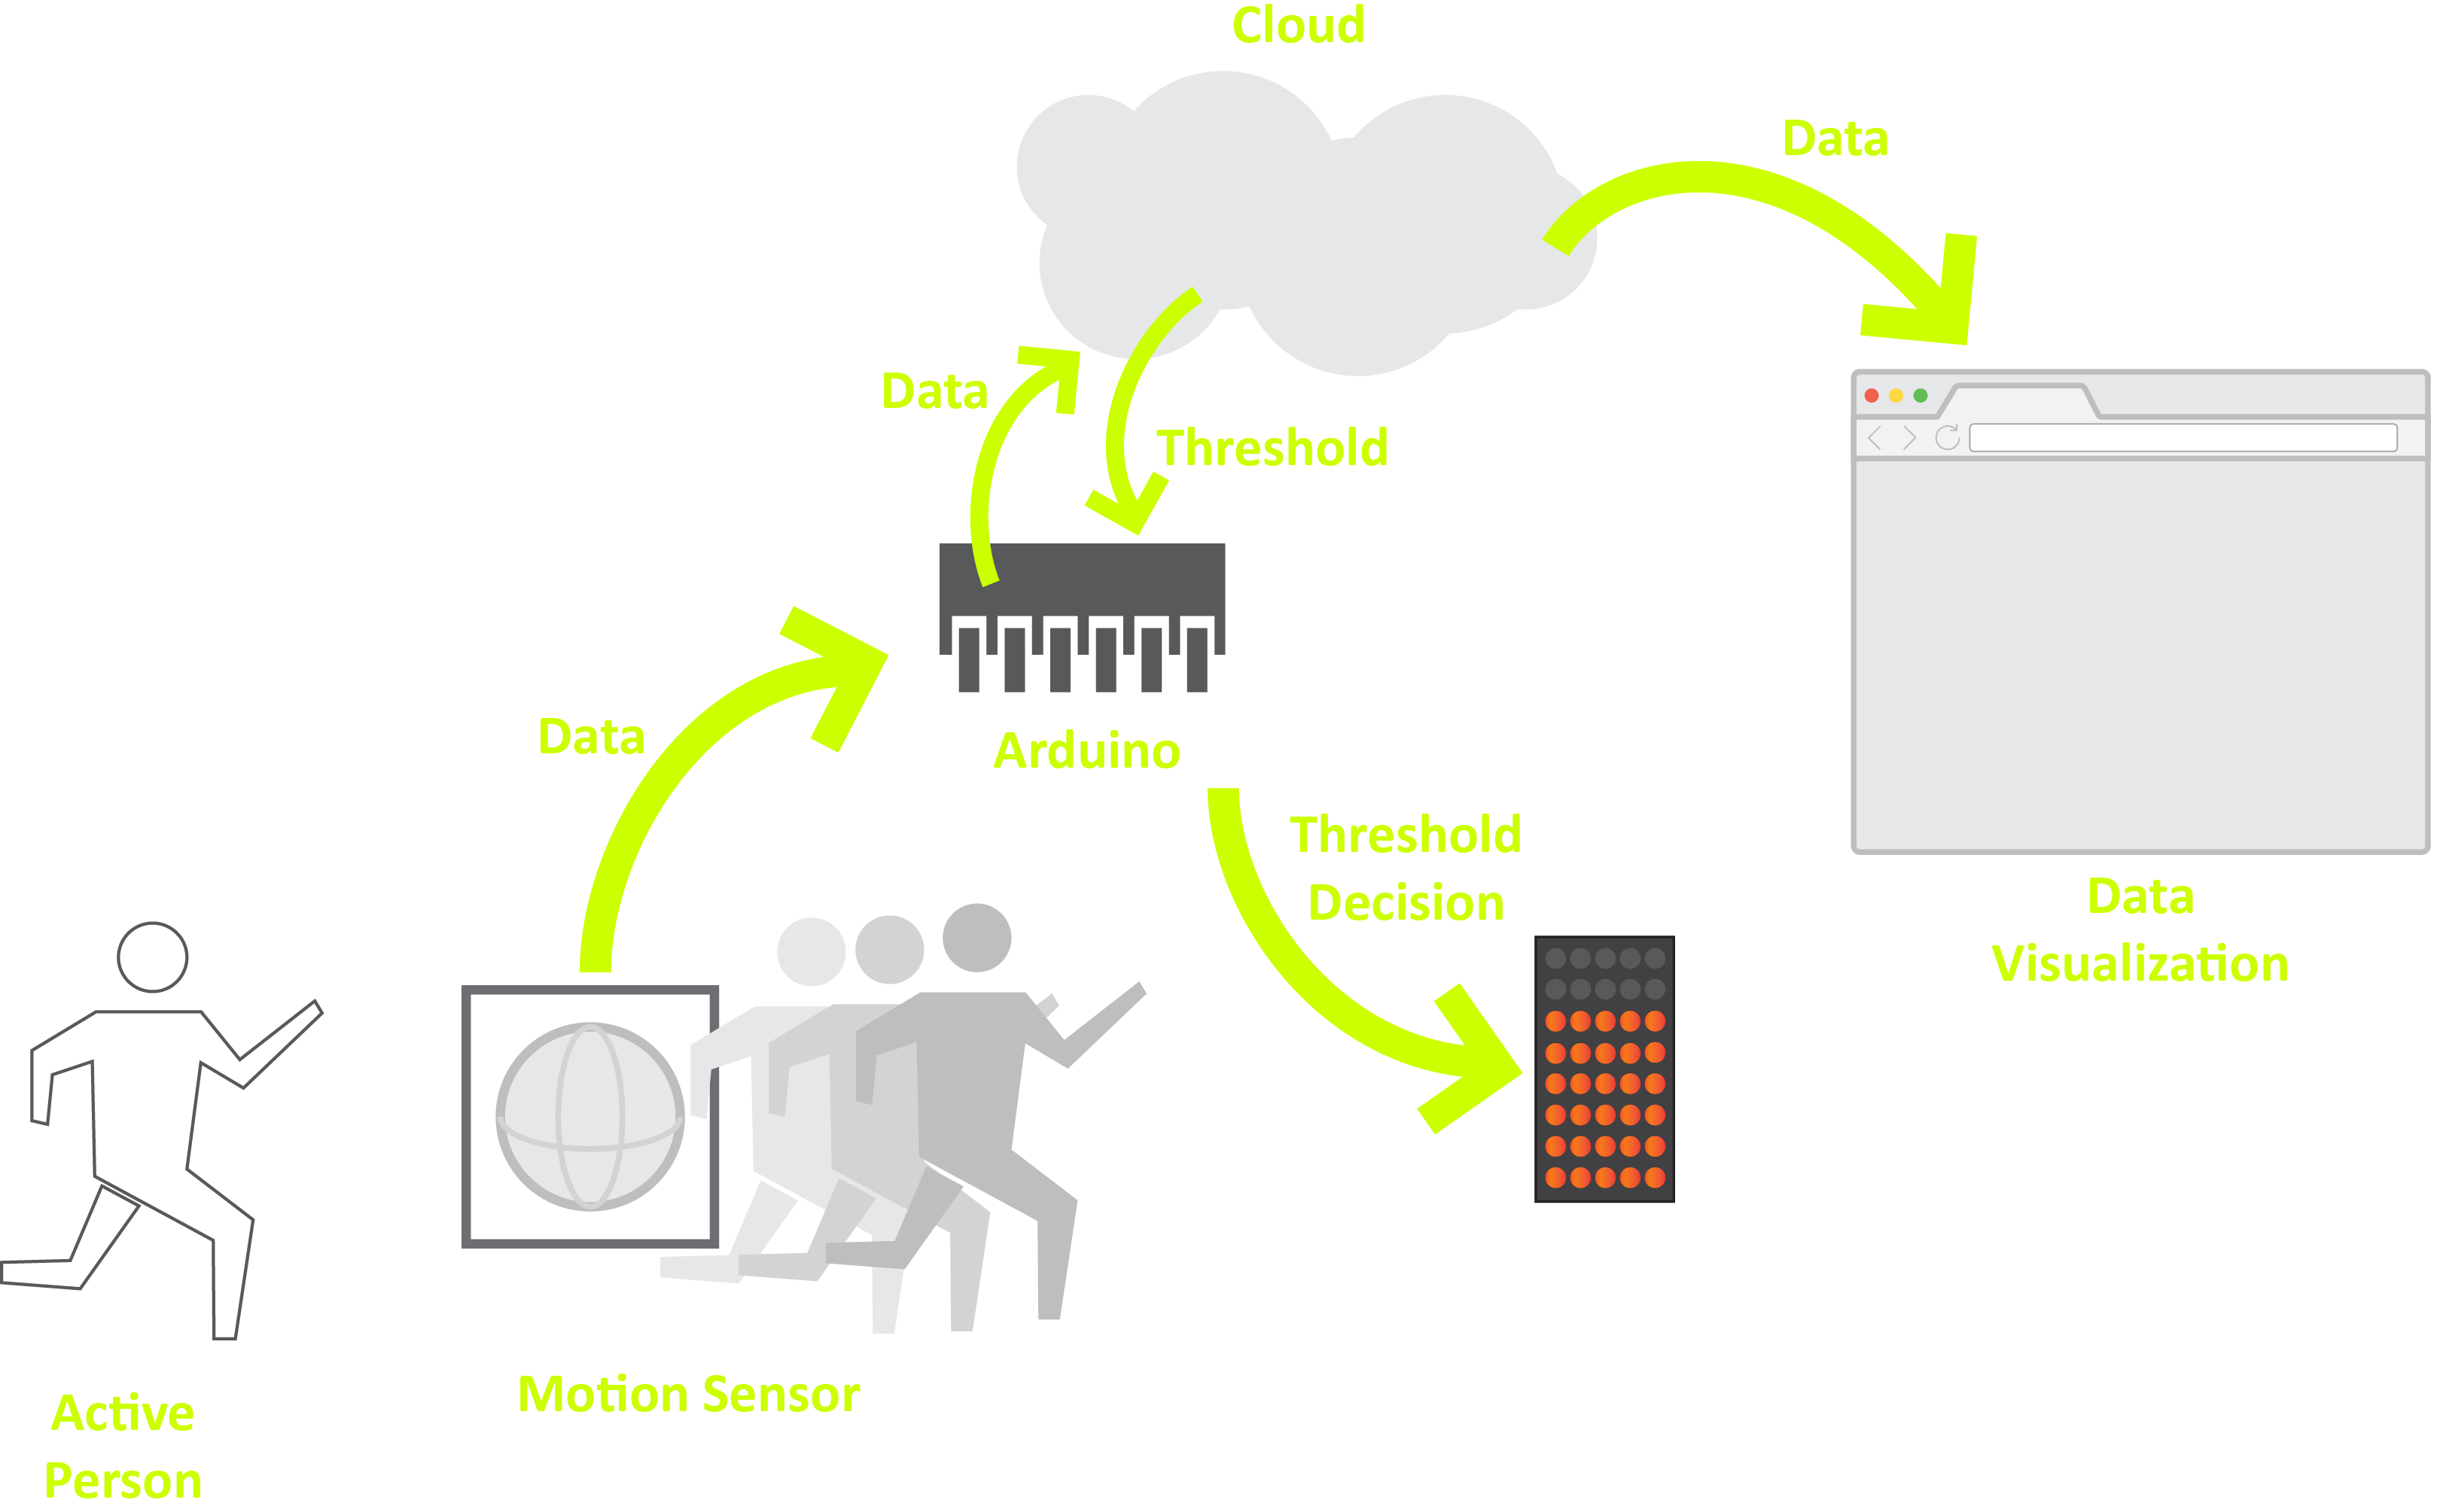 Cloud
Data
Data
Threshold
Data
Arduino
Threshold
Decision
Data
Visualization
Motion Sensor
Active
Person